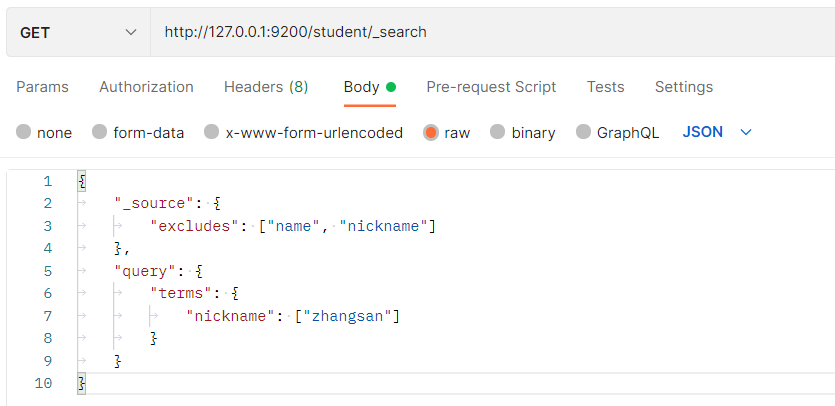 GET http://127.0.0.1:9200/student/_search
Params Authorization Headers (8) Body Pre-request Script Tests Settings
none form-data x-www-form-urlencoded raw binary GraphQL JSON
1 {
2 "_source": {
3 "excludes": ["name", "nickname"]
4 },
5 "query": {
6 "terms": {
7 "nickname": ["zhangsan"]
8 }
9 }
10 }